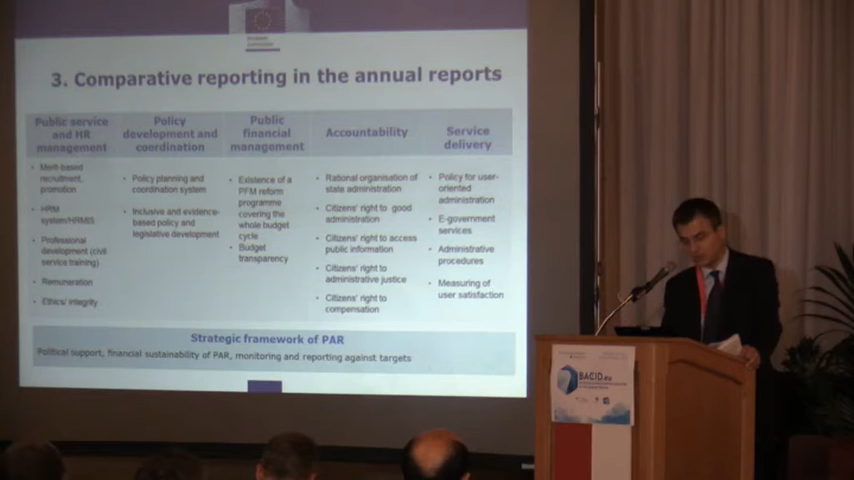 European
Commission
3. Comparative reporting in the annual reports
Public service
and HR
management
Policy
development and
coordination
Public
financial
management
Accountability
Service
delivery
• Merit-based
recruitment,
promotion
• HRM
system/HRMIS
• Professional
development (civil
service training)
• Remuneration
• Ethics/ integrity
• Policy planning and
coordination system
• Inclusive and evidence-
based policy and
legislative development
• Existence of a
PFM reform
programme
covering the
whole budget
cycle
• Budget
transparency
• Rational organisation of
state administration
• Citizens' right to good
administration
• Citizens' right to access
public information
• Citizens' right to
administrative justice
• Citizens' right to
compensation
• Policy for user-
oriented
administration
• E-government
services
• Administrative
procedures
• Measuring of
user satisfaction
Strategic framework of PAR
Political support, financial sustainability of PAR, monitoring and reporting against targets
BACID.eu